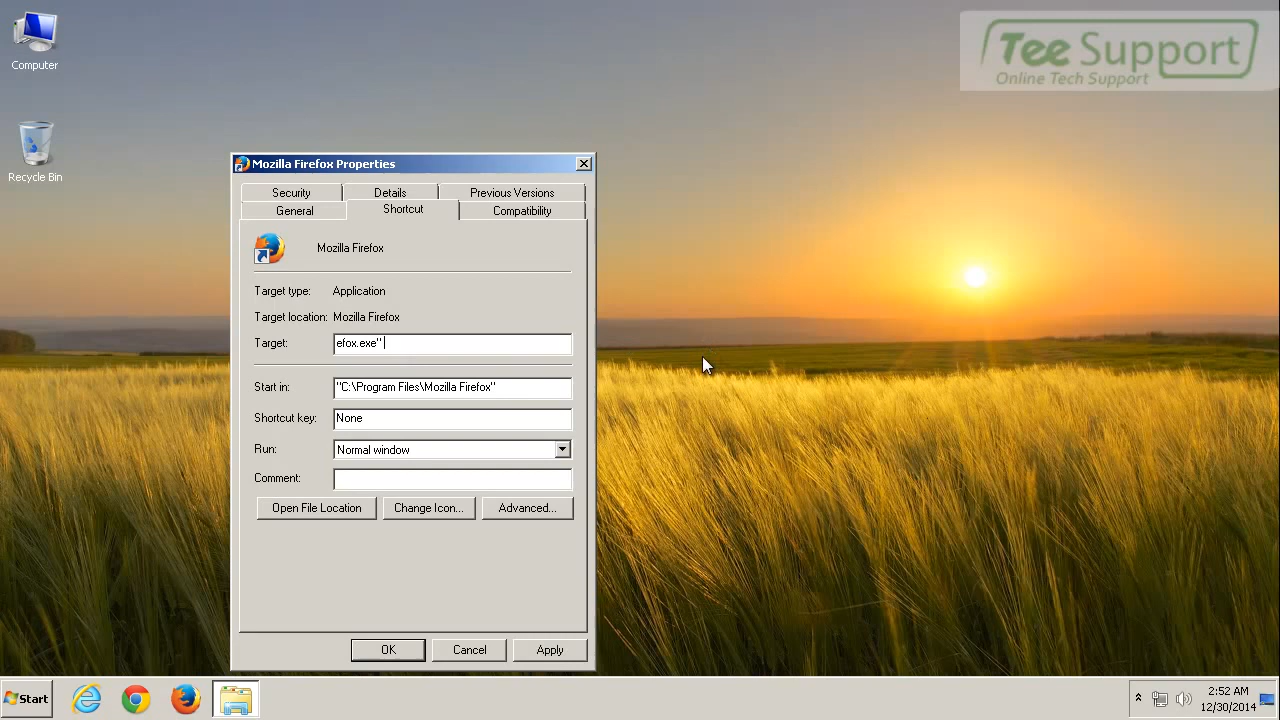 Computer
Recycle Bin
Tee Support
Online Tech Support
Mozilla Firefox Properties
Security Details Previous Versions
General Shortcut Compatibility
Mozilla Firefox
Target type: Application
Target location: Mozilla Firefox
Target: efox.exe"
Start in: "C:\Program Files\Mozilla Firefox"
Shortcut key: None
Run: Normal window
Comment:
Open File Location Change Icon... Advanced...
OK Cancel Apply
Start
2:52 AM
12/30/2014